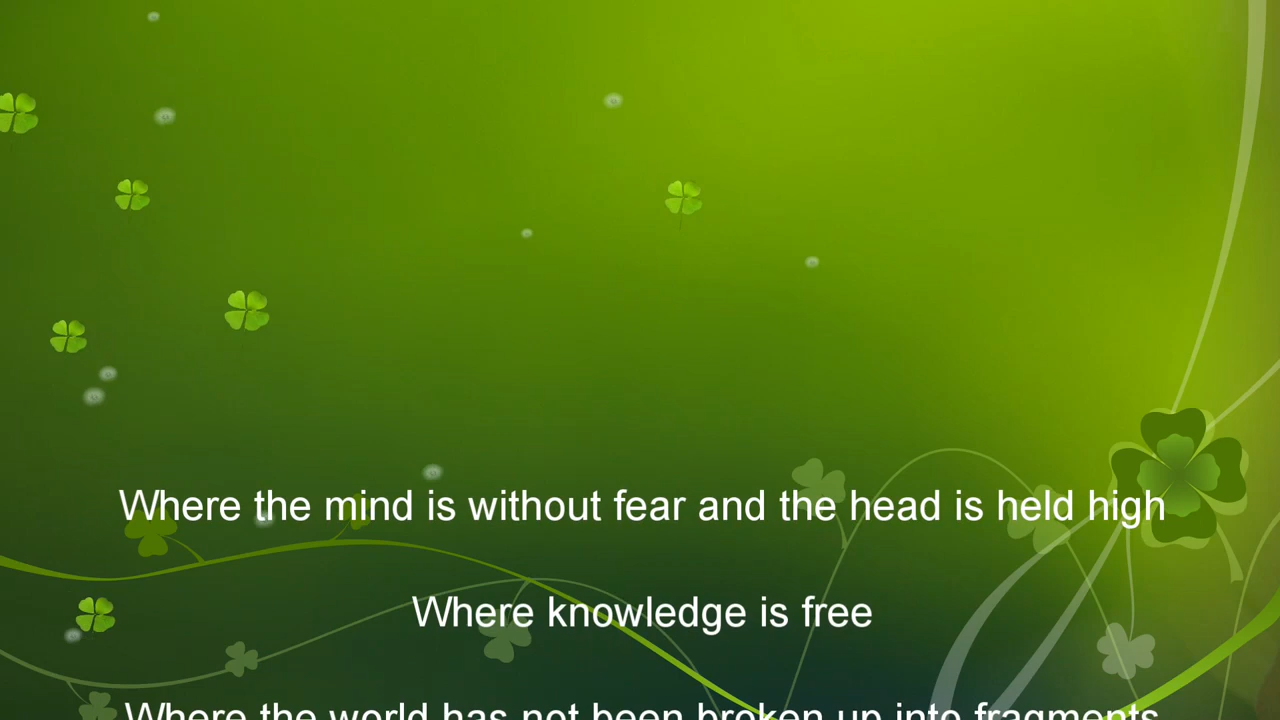 Where the mind is without fear and the head is held high
Where knowledge is free
Where the world has not been broken up into fragments